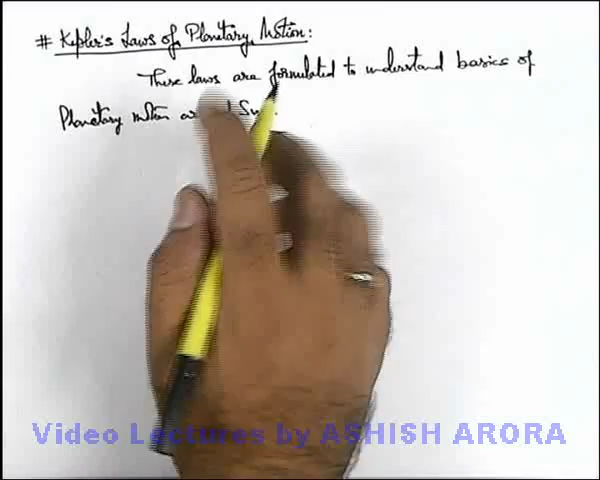 # Kepler's Laws of Planetary Motion:
These laws are formulated to understand basics of
Planetary motion
Video Lectures by ASHISH ARORA